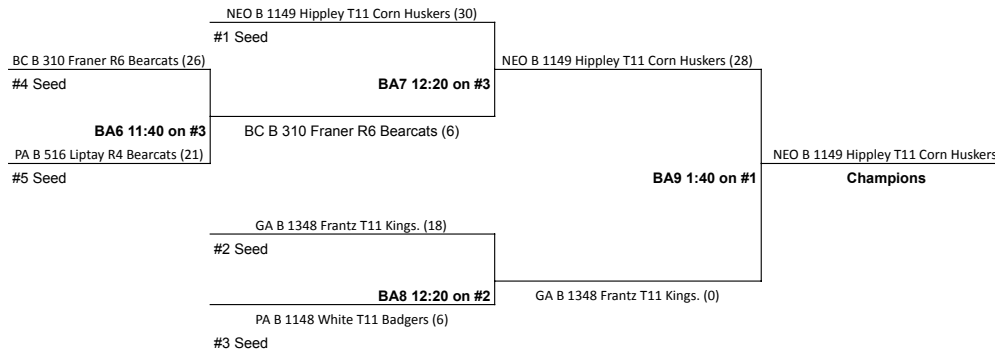 NEO B 1149 Hippley T11 Corn Huskers (30)
#1 Seed
BC B 310 Franer R6 Bearcats (26)
NEO B 1149 Hippley T11 Corn Huskers (28)
#4 Seed
BA7 12:20 on #3
BA6 11:40 on #3
BC B 310 Franer R6 Bearcats (6)
PA B 516 Liptay R4 Bearcats (21)
NEO B 1149 Hippley T11 Corn Huskers
#5 Seed
BA9 1:40 on #1
Champions
GA B 1348 Frantz T11 Kings. (18)
#2 Seed
BA8 12:20 on #2
GA B 1348 Frantz T11 Kings. (0)
PA B 1148 White T11 Badgers (6)
#3 Seed